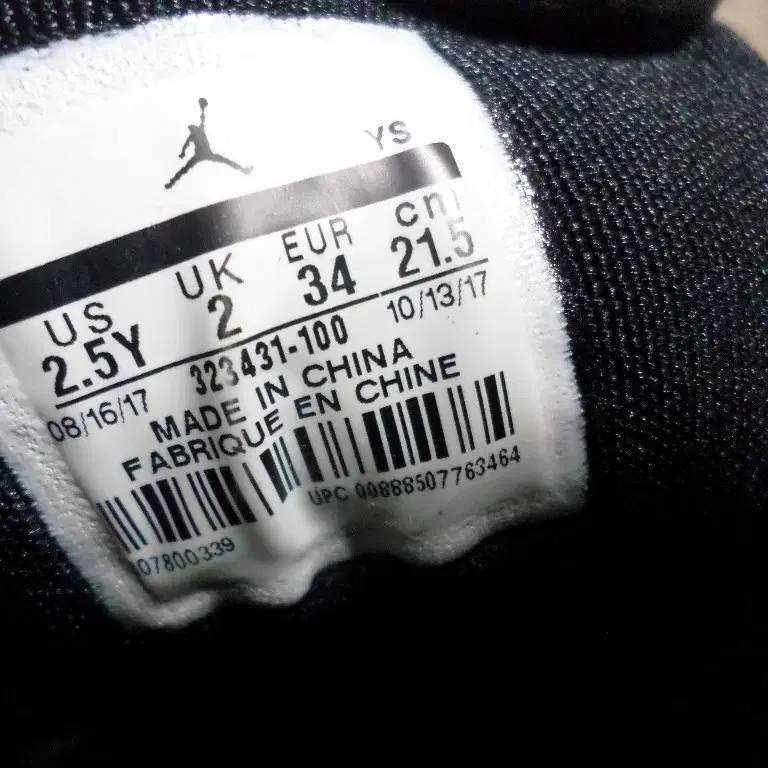 YS
US UK EUR cm
2.5Y 2 34 21.5
08/16/17 323431-100 10/13/17
MADE IN CHINA
FABRIQUE EN CHINE
UPC 00888507763464
07800339